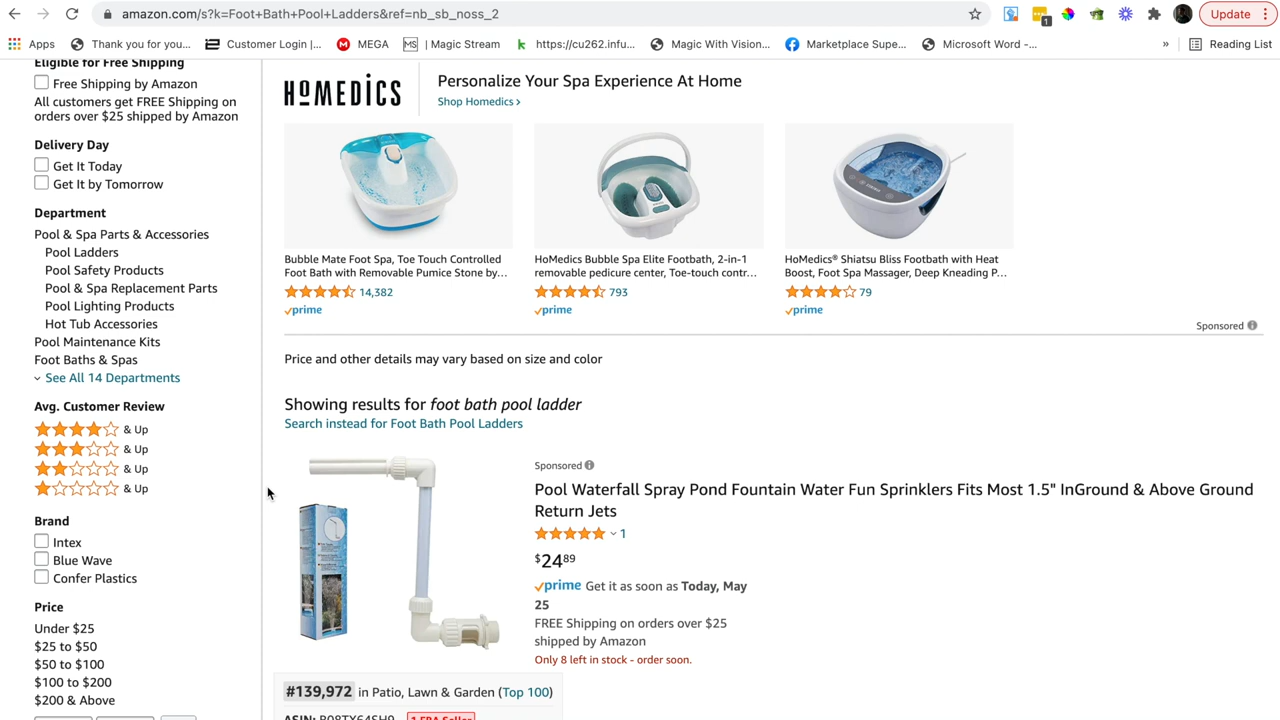 amazon.com/s?k=Foot+Bath+Pool+Ladders&ref=nb_sb_noss_2
Update
1
Apps
Thank you for you...
Customer Login |...
MEGA
MS | Magic Stream
https://cu262.infu...
Magic With Vision...
Marketplace Supe...
Microsoft Word -...
»
Reading List
Eligible for Free Shipping
Free Shipping by Amazon
All customers get FREE Shipping on
orders over $25 shipped by Amazon
Delivery Day
Get It Today
Get It by Tomorrow
Department
Pool & Spa Parts & Accessories
Pool Ladders
Pool Safety Products
Pool & Spa Replacement Parts
Pool Lighting Products
Hot Tub Accessories
Pool Maintenance Kits
Foot Baths & Spas
See All 14 Departments
Avg. Customer Review
& Up
& Up
& Up
& Up
Brand
Intex
Blue Wave
Confer Plastics
Price
Under $25
$25 to $50
$50 to $100
$100 to $200
$200 & Above
HOMEDICS
Personalize Your Spa Experience At Home
Shop Homedics ›
Bubble Mate Foot Spa, Toe Touch Controlled
Foot Bath with Removable Pumice Stone by...
14,382
prime
HoMedics Bubble Spa Elite Footbath, 2-in-1
removable pedicure center, Toe-touch contr...
793
prime
HoMedics® Shiatsu Bliss Footbath with Heat
Boost, Foot Spa Massager, Deep Kneading P...
79
prime
Sponsored
Price and other details may vary based on size and color
Showing results for foot bath pool ladder
Search instead for Foot Bath Pool Ladders
Sponsored
Pool Waterfall Spray Pond Fountain Water Fun Sprinklers Fits Most 1.5" InGround & Above Ground
Return Jets
1
$24 89
prime Get it as soon as Today, May
25
FREE Shipping on orders over $25
shipped by Amazon
Only 8 left in stock - order soon.
#139,972 in Patio, Lawn & Garden (Top 100)
ASIN: B08TX64SH9 1 FBA Seller